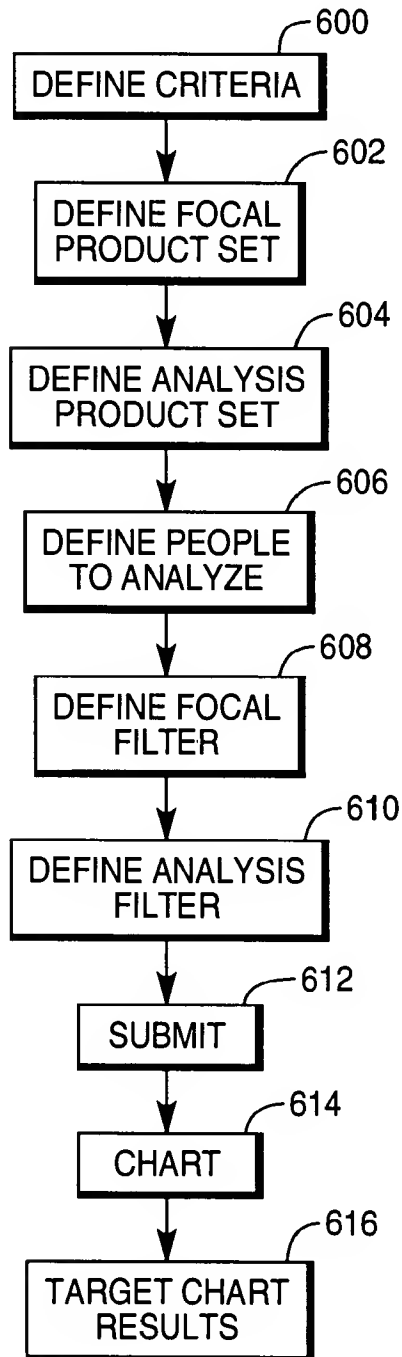 600
DEFINE CRITERIA
602
DEFINE FOCAL
PRODUCT SET
604
DEFINE ANALYSIS
PRODUCT SET
606
DEFINE PEOPLE
TO ANALYZE
608
DEFINE FOCAL
FILTER
610
DEFINE ANALYSIS
FILTER
612
SUBMIT
614
CHART
616
TARGET CHART
RESULTS